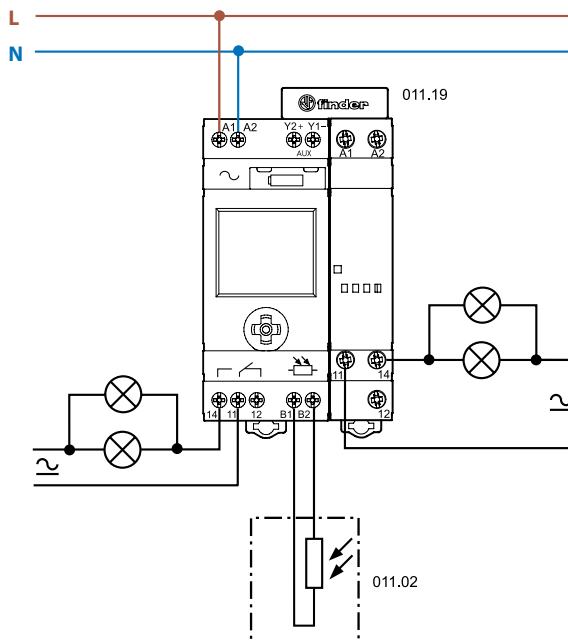 L
N
finder
011.19
A1 A2
Y2+ Y1-
AUX
A1 A2
14 11 12
B1 B2
11
14
12
011.02